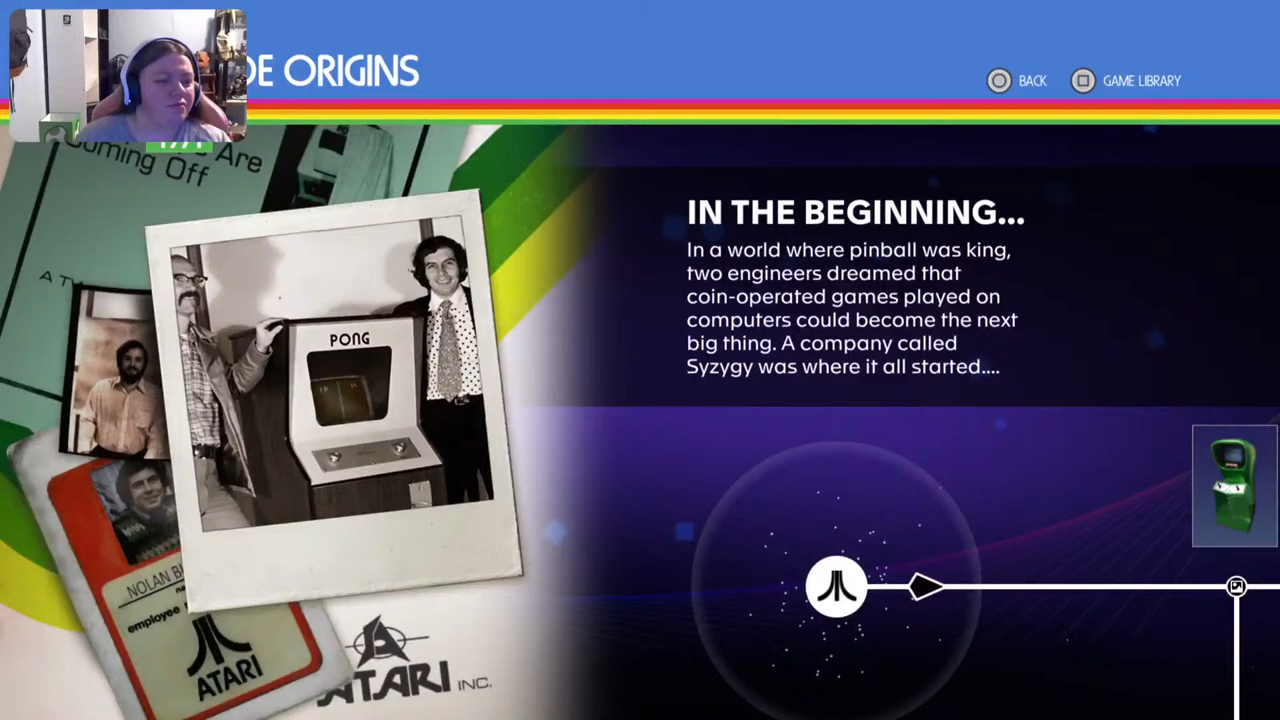 DE ORIGINS
BACK
GAME LIBRARY
Coming Off
Are
PONG
IN THE BEGINNING...
In a world where pinball was king,
two engineers dreamed that
coin-operated games played on
computers could become the next
big thing. A company called
Syzygy was where it all started....
NOLAN B
employee
ATARI
ATARI INC.